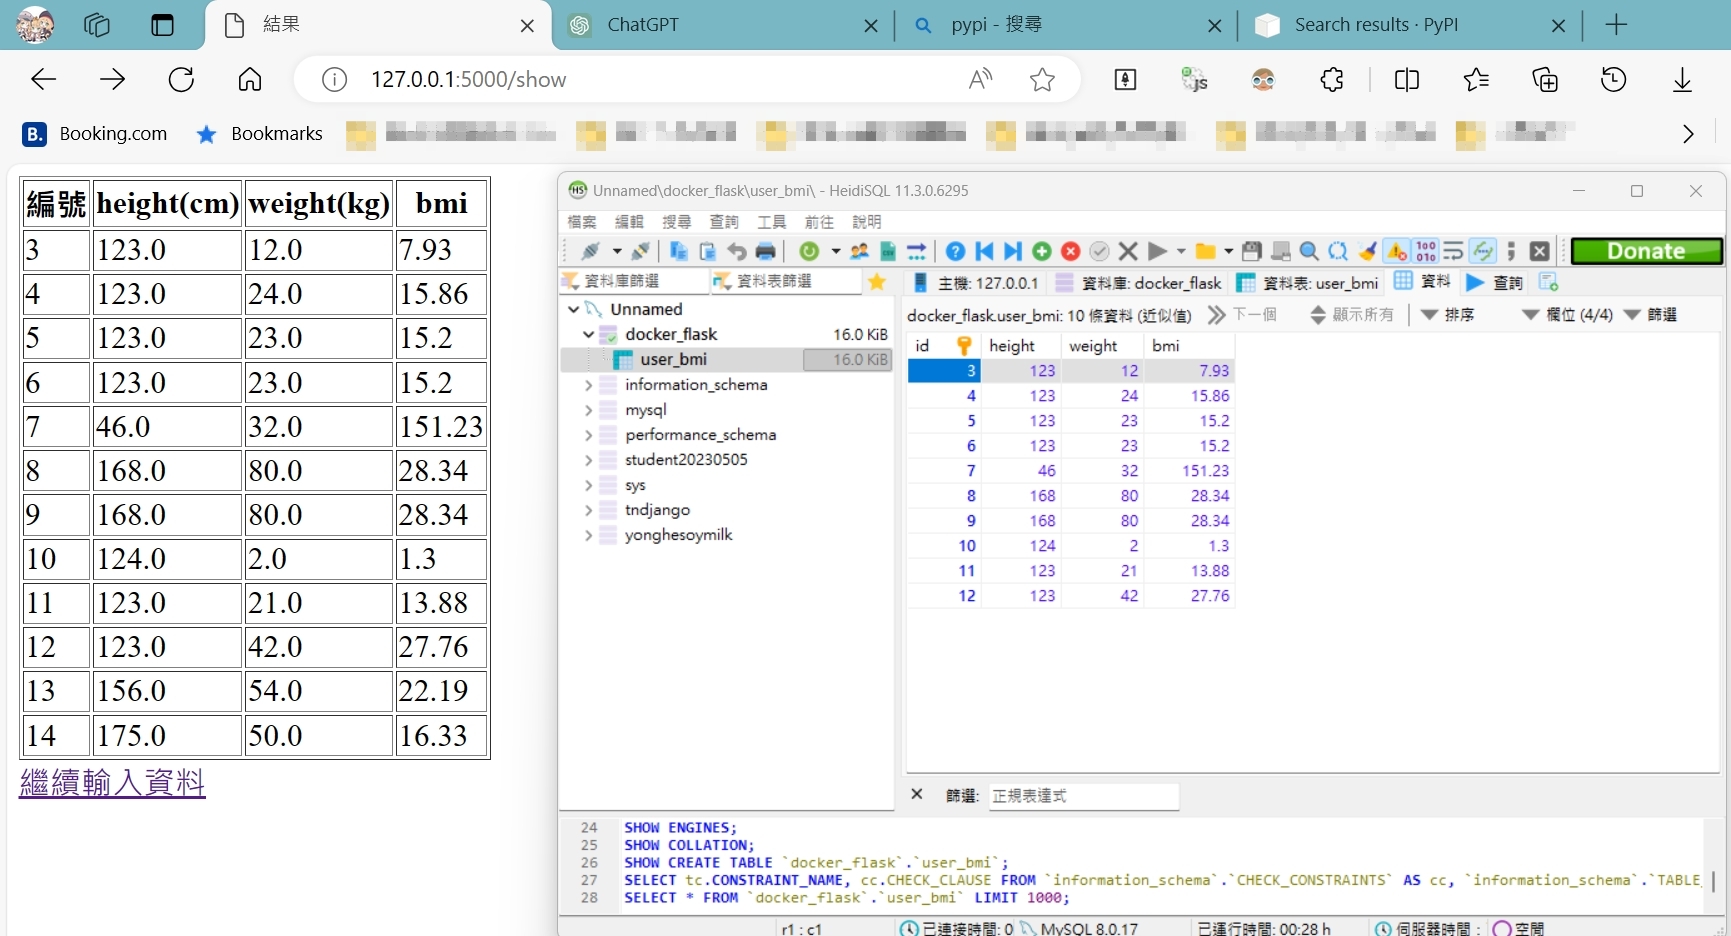 結果
ChatGPT
pypi - 搜尋
Search results · PyPI
127.0.0.1:5000/show
Booking.com
Bookmarks
編號 height(cm) weight(kg) bmi
3 123.0 12.0 7.93
4 123.0 24.0 15.86
5 123.0 23.0 15.2
6 123.0 23.0 15.2
7 46.0 32.0 151.23
8 168.0 80.0 28.34
9 168.0 80.0 28.34
10 124.0 2.0 1.3
11 123.0 21.0 13.88
12 123.0 42.0 27.76
13 156.0 54.0 22.19
14 175.0 50.0 16.33
繼續輸入資料
Unnamed\docker_flask\user_bmi\ - HeidiSQL 11.3.0.6295
檔案 編輯 搜尋 查詢 工具 前往 說明
Donate
資料庫篩選 資料表篩選
主機: 127.0.0.1 資料庫: docker_flask 資料表: user_bmi 資料 查詢
Unnamed
docker_flask 16.0 KiB
user_bmi 16.0 KiB
information_schema
mysql
performance_schema
student20230505
sys
tndjango
yonghesoymilk
docker_flask.user_bmi: 10 條資料 (近似值) 下一個 顯示所有 排序 欄位 (4/4) 篩選
id height weight bmi
3 123 12 7.93
4 123 24 15.86
5 123 23 15.2
6 123 23 15.2
7 46 32 151.23
8 168 80 28.34
9 168 80 28.34
10 124 2 1.3
11 123 21 13.88
12 123 42 27.76
篩選: 正規表達式
24 SHOW ENGINES;
25 SHOW COLLATION;
26 SHOW CREATE TABLE `docker_flask`.`user_bmi`;
27 SELECT tc.CONSTRAINT_NAME, cc.CHECK_CLAUSE FROM `information_schema`.`CHECK_CONSTRAINTS` AS cc, `information_schema`.`TABLE_
28 SELECT * FROM `docker_flask`.`user_bmi` LIMIT 1000;
r1 : c1 已連接時間: 0 MySQL 8.0.17 已運行時間: 00:28 h 伺服器時間: 空閒